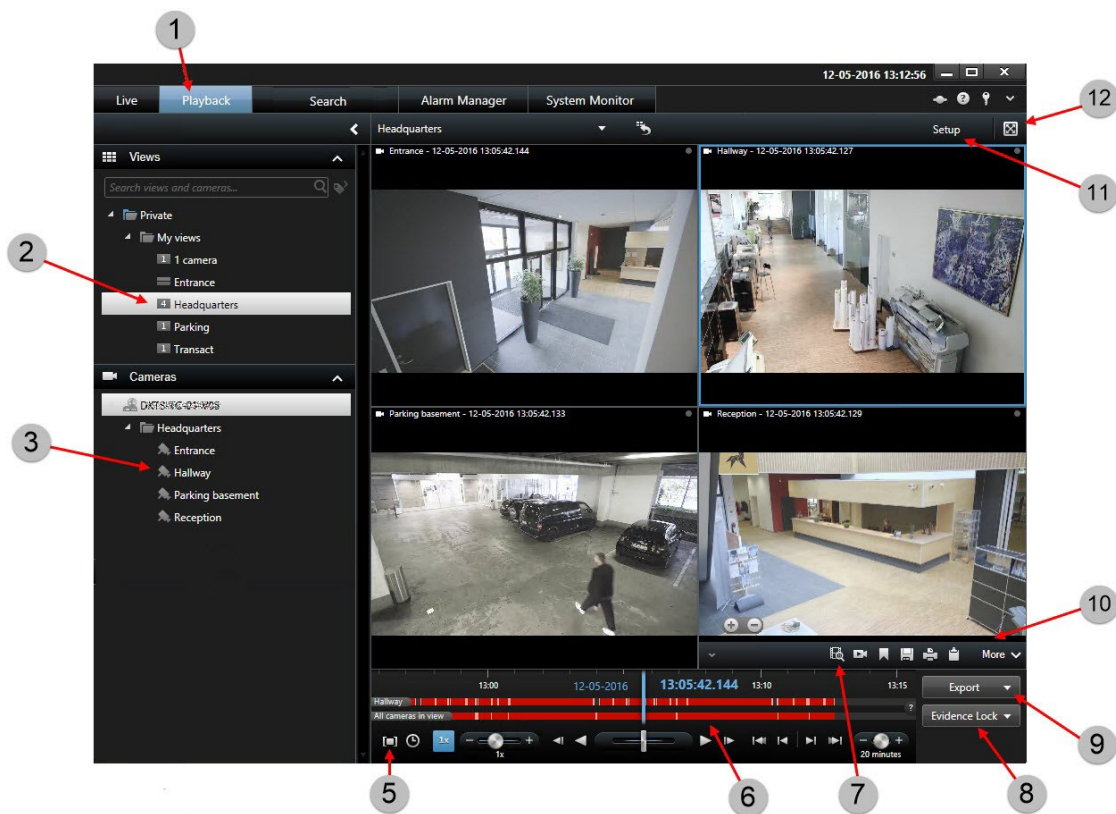 1
12-05-2016 13:12:56
Live Playback Search Alarm Manager System Monitor
12
Headquarters Setup
11
Views
Entrance - 12-05-2016 13:05:42.144
Hallway - 12-05-2016 13:05:42.127
Search views and cameras...
Private
My views
2
1 1 camera
Entrance
4 Headquarters
1 Parking
1 Transact
Cameras
Parking basement - 12-05-2016 13:05:42.133
Reception - 12-05-2016 13:05:42.129
3
Headquarters
Entrance
Hallway
Parking basement
Reception
10
More
13:00 12-05-2016 13:05:42.144 13:10 13:15
Export
Hallway
All cameras in view
Evidence Lock
1x
1x
20 minutes
5
6
7
8
9